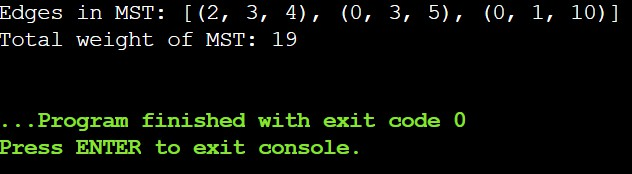 Edges in MST: [(2, 3, 4), (0, 3, 5), (0, 1, 10)]
Total weight of MST: 19
...Program finished with exit code 0
Press ENTER to exit console.